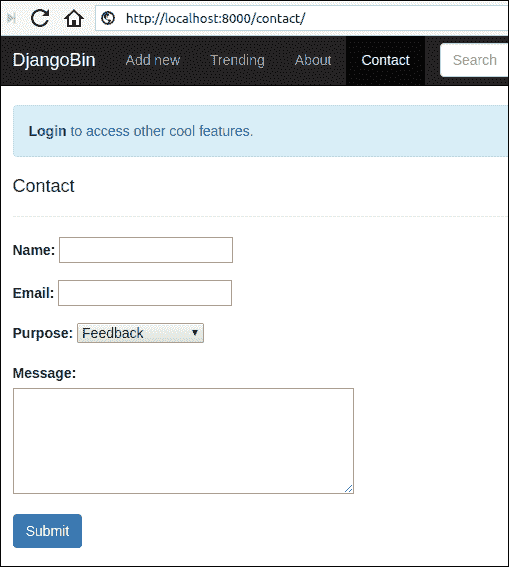 http://localhost:8000/contact/
DjangoBin Add new Trending About Contact Search
Login to access other cool features.
Contact
Name:
Email:
Purpose: Feedback
Message:
Submit